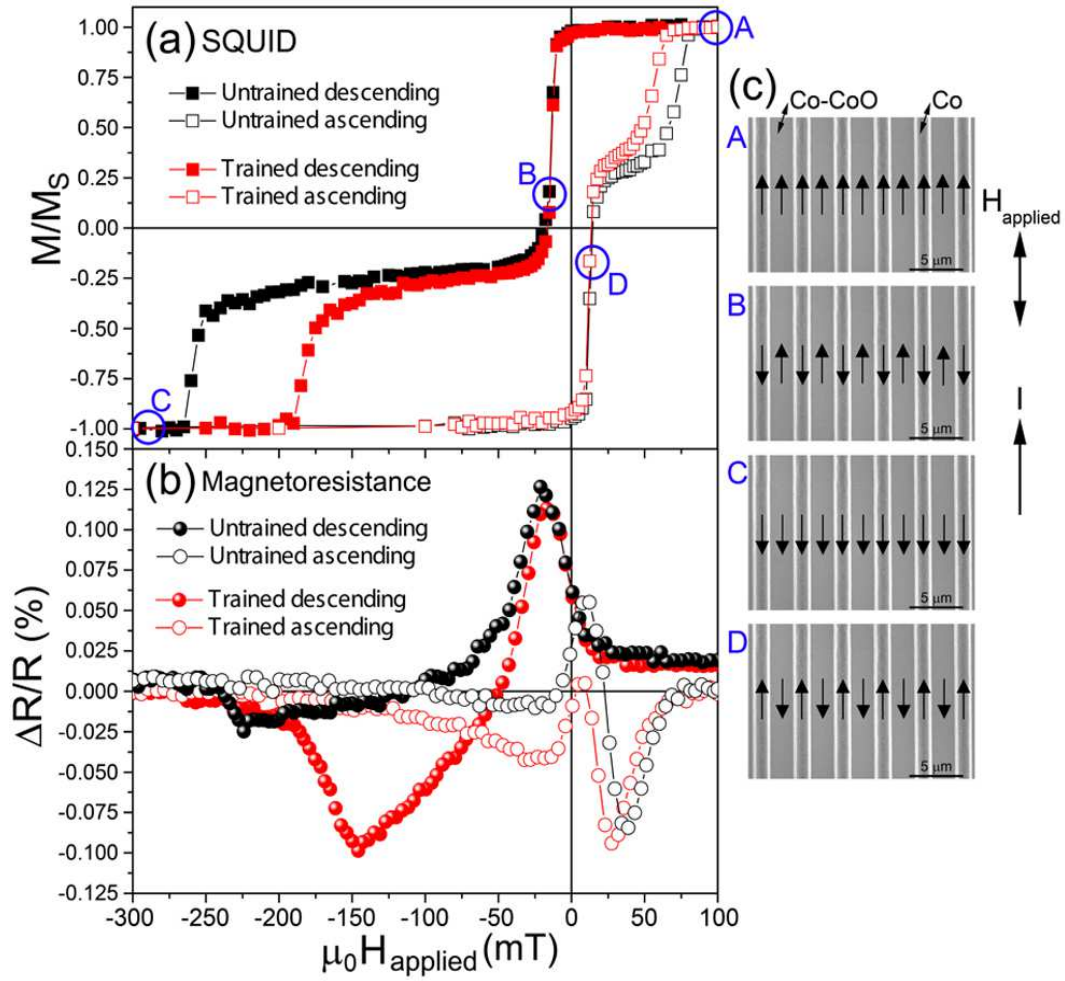 (a) SQUID
Untrained descending
Untrained ascending
Trained descending
Trained ascending
A
B
C
D
M/M_S
1.00
0.75
0.50
0.25
0.00
-0.25
-0.50
-0.75
-1.00
(b) Magnetoresistance
Untrained descending
Untrained ascending
Trained descending
Trained ascending
ΔR/R (%)
0.150
0.125
0.100
0.075
0.050
0.025
0.000
-0.025
-0.050
-0.075
-0.100
-0.125
-300 -250 -200 -150 -100 -50 0 50 100
μ₀H_applied (mT)
(c)
Co-CoO Co
A
H_applied
5 μm
B
5 μm
C
5 μm
D
5 μm